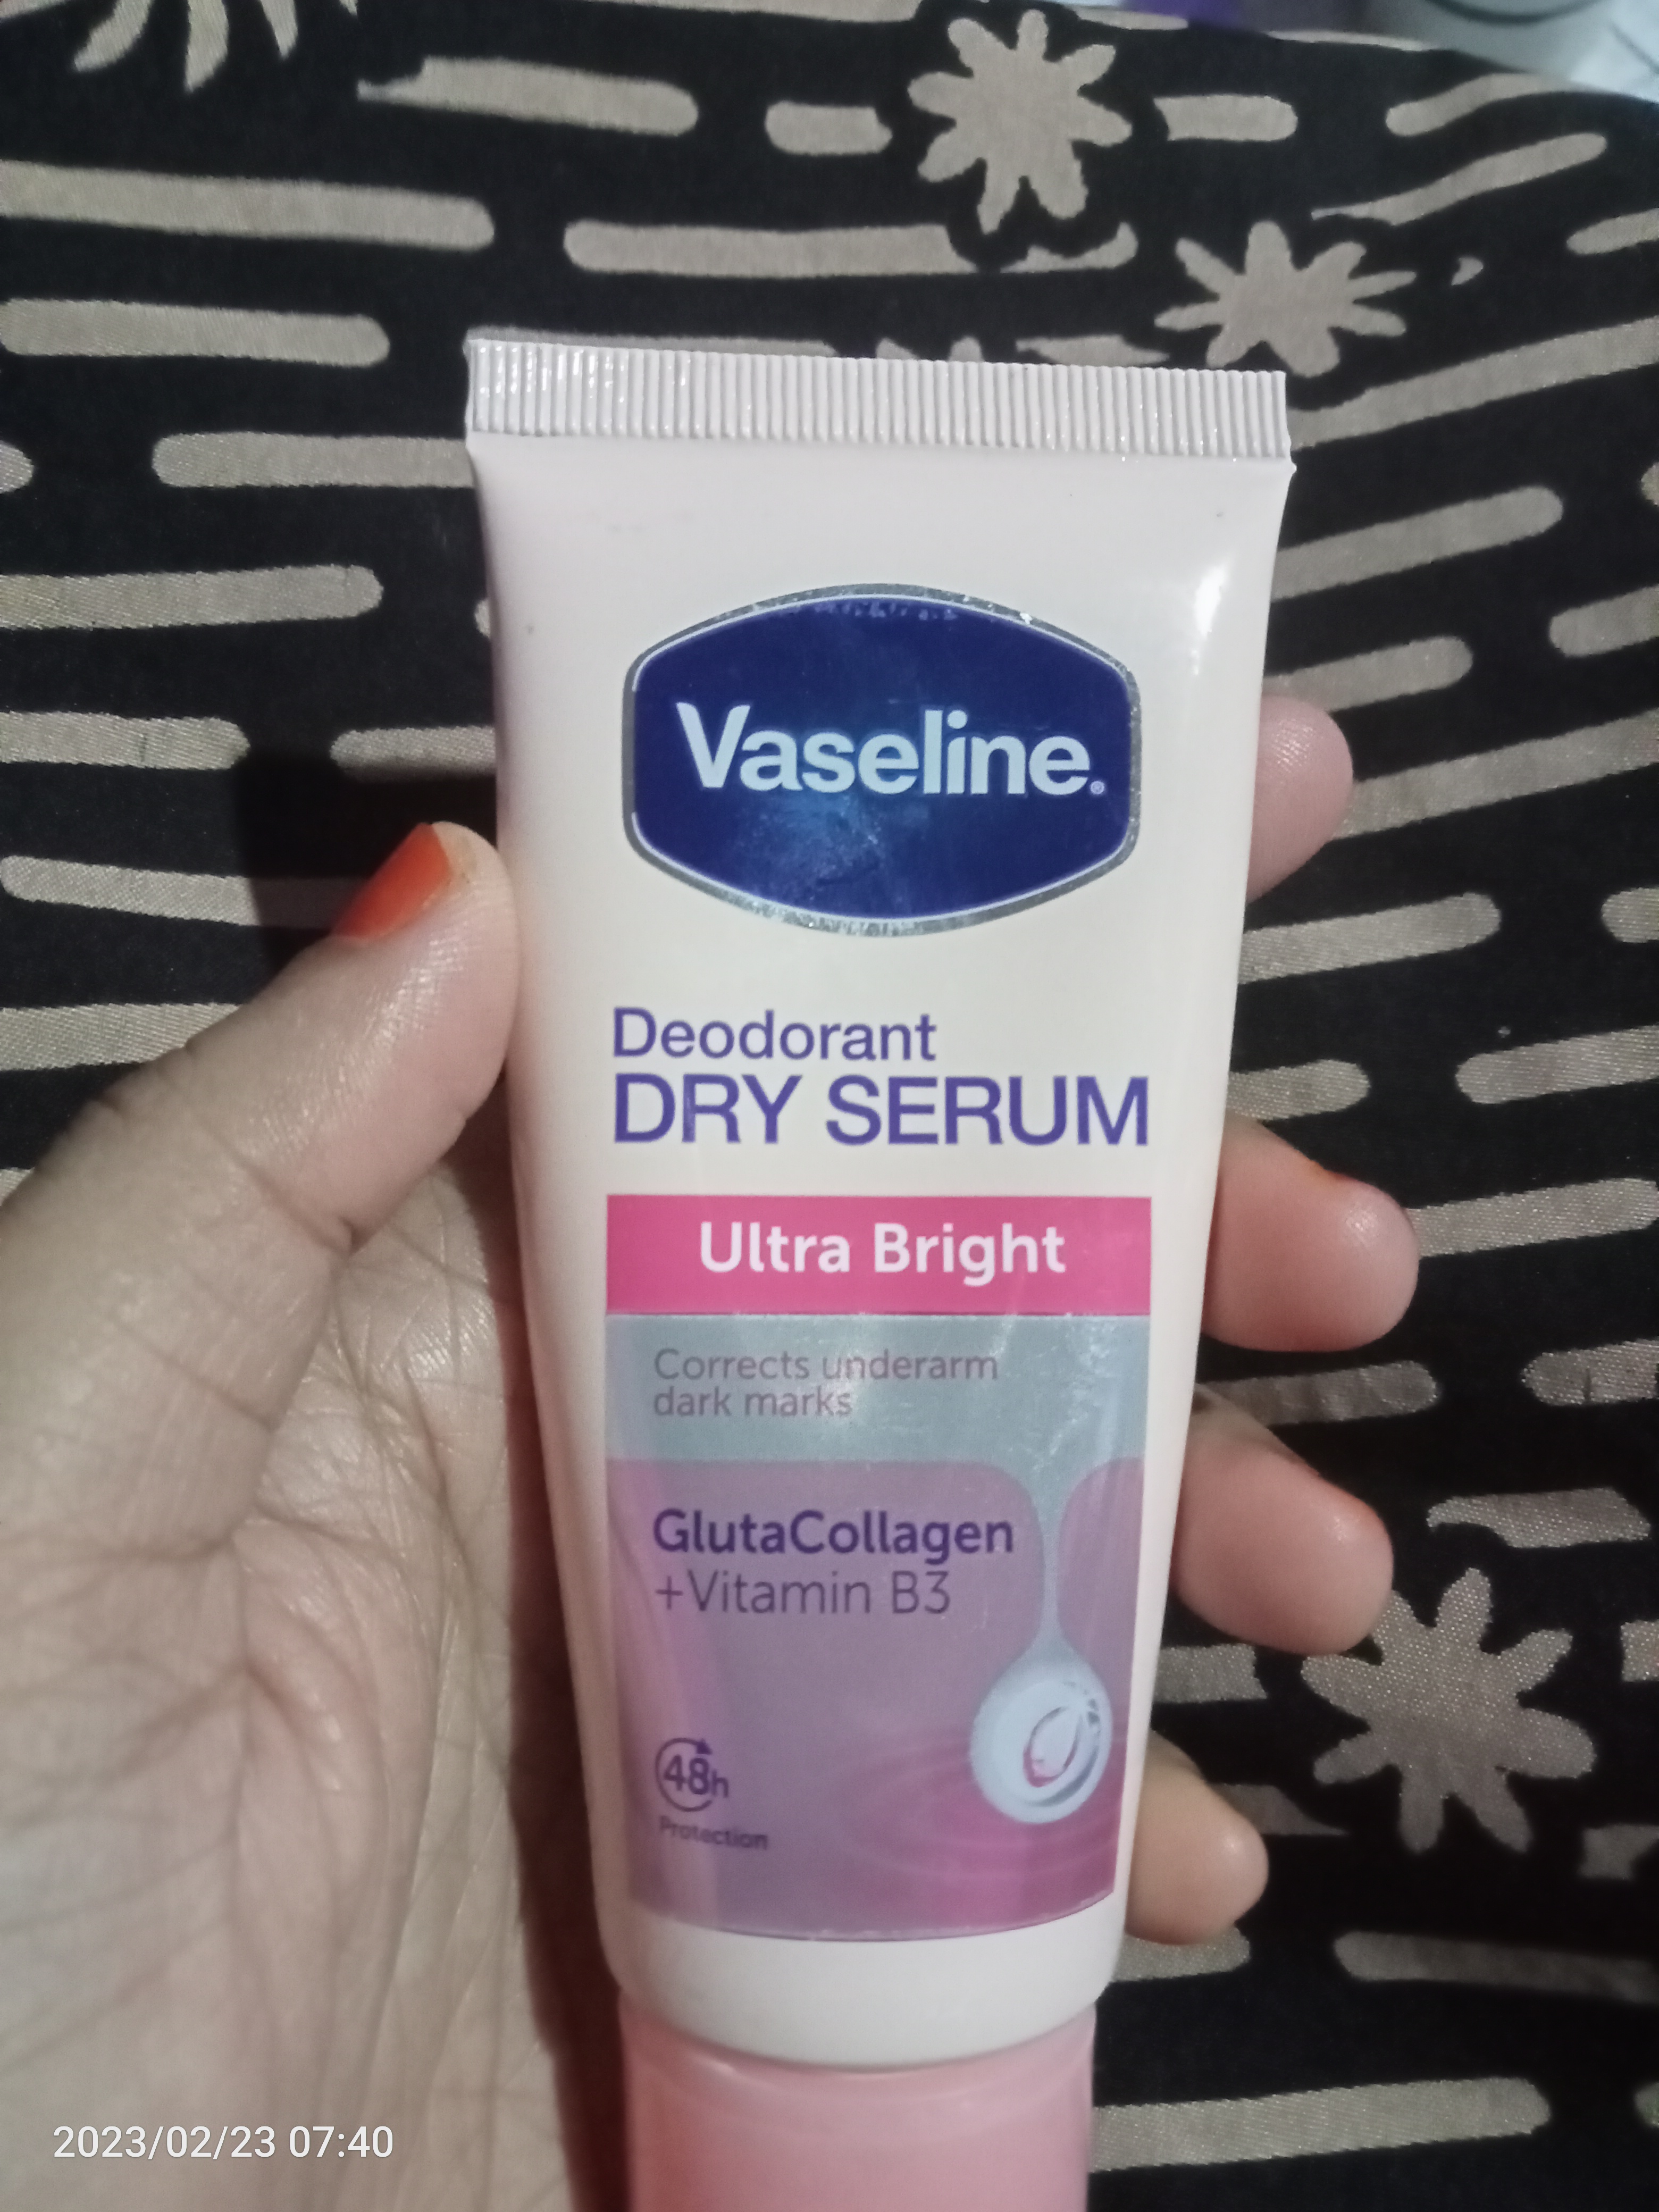 Vaseline®
Deodorant
DRY SERUM
Ultra Bright
Corrects underarm
dark marks
GlutaCollagen
+Vitamin B3
48h
Protection
2023/02/23 07:40